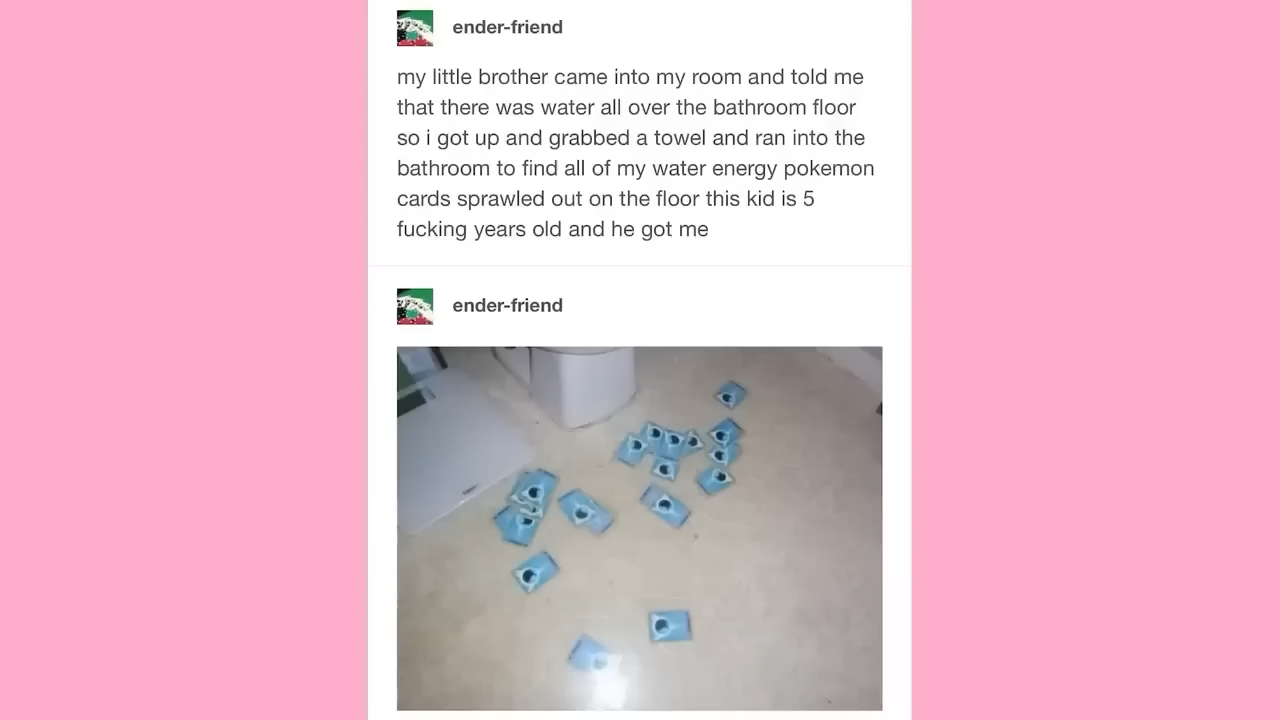 ender-friend
my little brother came into my room and told me
that there was water all over the bathroom floor
so i got up and grabbed a towel and ran into the
bathroom to find all of my water energy pokemon
cards sprawled out on the floor this kid is 5
fucking years old and he got me
ender-friend